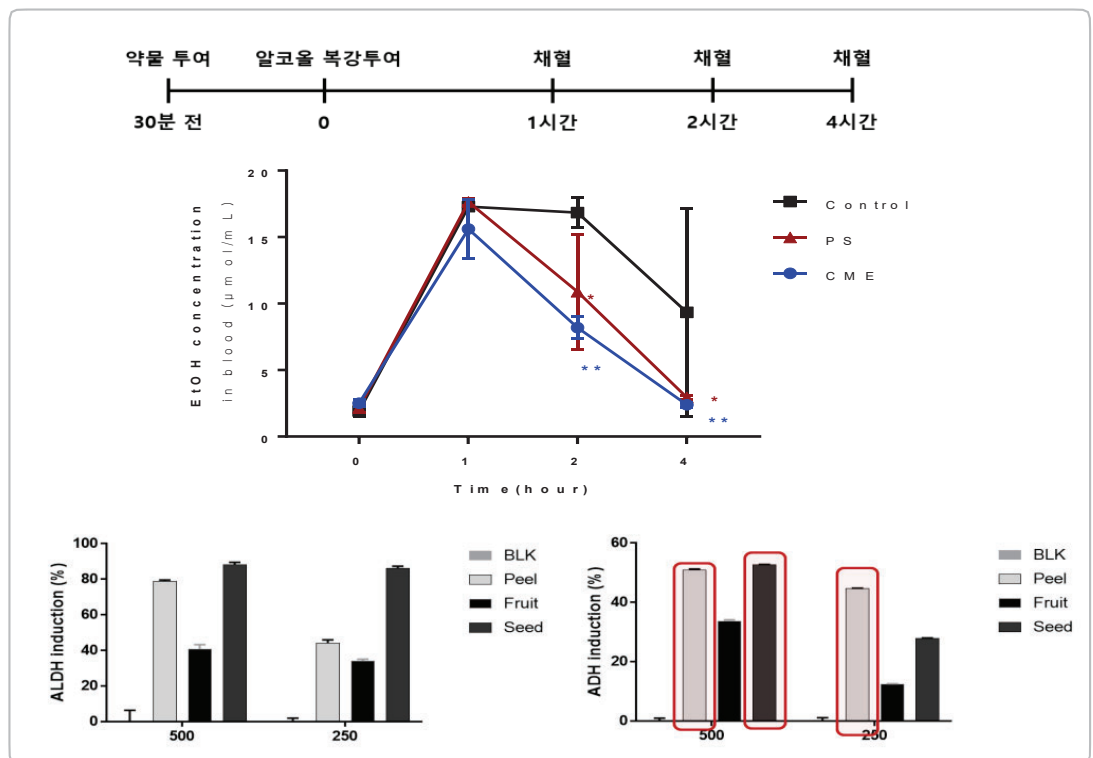 약물 투여 알코올 복강투여 채혈 채혈 채혈
30분 전 0 1시간 2시간 4시간
20
15
10
5
0
EtOH concentration
in blood (μmol/mL)
0 1 2 4
Time(hour)
Control
PS
CME
*
**
*
**
100
80
60
40
20
0
ALDH induction (%)
500 250
BLK
Peel
Fruit
Seed
60
40
20
0
ADH induction (%)
500 250
BLK
Peel
Fruit
Seed